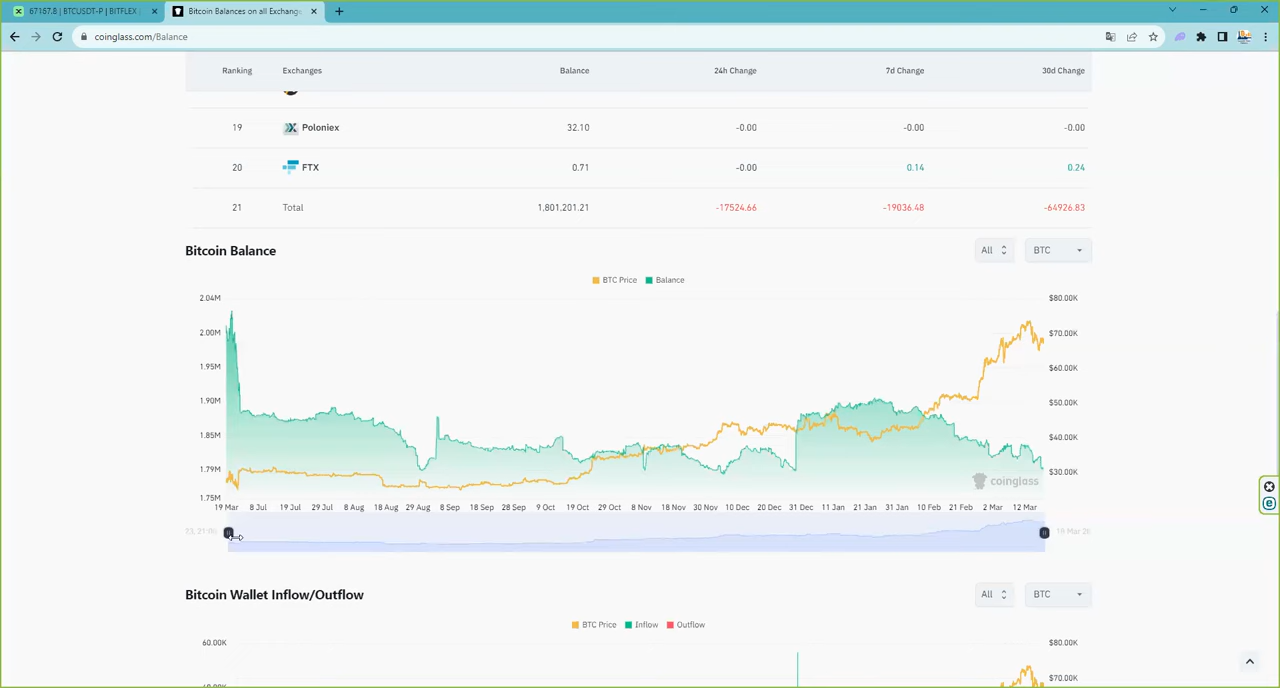 67157.8 | BTCUSDT-P | BITFLEX
Bitcoin Balances on all Exchang
coinglass.com/Balance
Ranking Exchanges Balance 24h Change 7d Change 30d Change
19 Poloniex 32.10 -0.00 -0.00 -0.00
20 FTX 0.71 -0.00 0.14 0.24
21 Total 1,801,201.21 -17524.66 -19036.48 -64926.83
Bitcoin Balance All BTC
BTC Price Balance
2.04M $80.00K
2.00M $70.00K
1.95M $60.00K
1.90M $50.00K
1.85M $40.00K
1.79M $30.00K
1.75M
coinglass
19 Mar 8 Jul 19 Jul 29 Jul 8 Aug 18 Aug 29 Aug 8 Sep 18 Sep 28 Sep 9 Oct 19 Oct 29 Oct 8 Nov 18 Nov 30 Nov 10 Dec 20 Dec 31 Dec 11 Jan 21 Jan 31 Jan 10 Feb 21 Feb 2 Mar 12 Mar
Bitcoin Wallet Inflow/Outflow All BTC
BTC Price Inflow Outflow
60.00K $80.00K
$70.00K